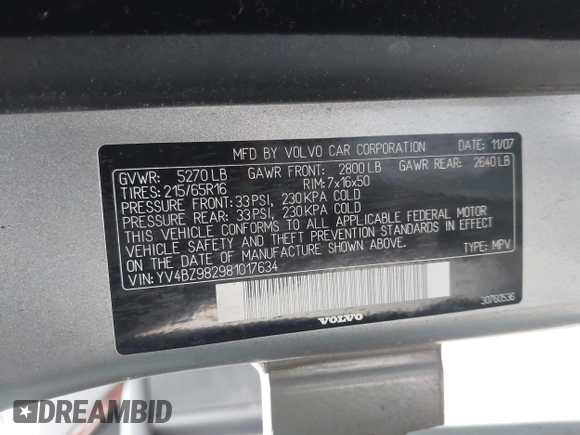 MFD BY VOLVO CAR CORPORATION DATE: 11/07
GVWR: 5270 LB GAWR FRONT: 2800 LB GAWR REAR: 2640 LB
TIRES: 215/65R16 RIM: 7x16x50
PRESSURE FRONT: 33 PSI, 230 KPA COLD
PRESSURE REAR: 33 PSI, 230 KPA COLD
THIS VEHICLE CONFORMS TO ALL APPLICABLE FEDERAL MOTOR
VEHICLE SAFETY AND THEFT PREVENTION STANDARDS IN EFFECT
ON THE DATE OF MANUFACTURE SHOWN ABOVE.
VIN: YV4BZ982981017634 TYPE: MPV
30760536
VOLVO
DREAMBID